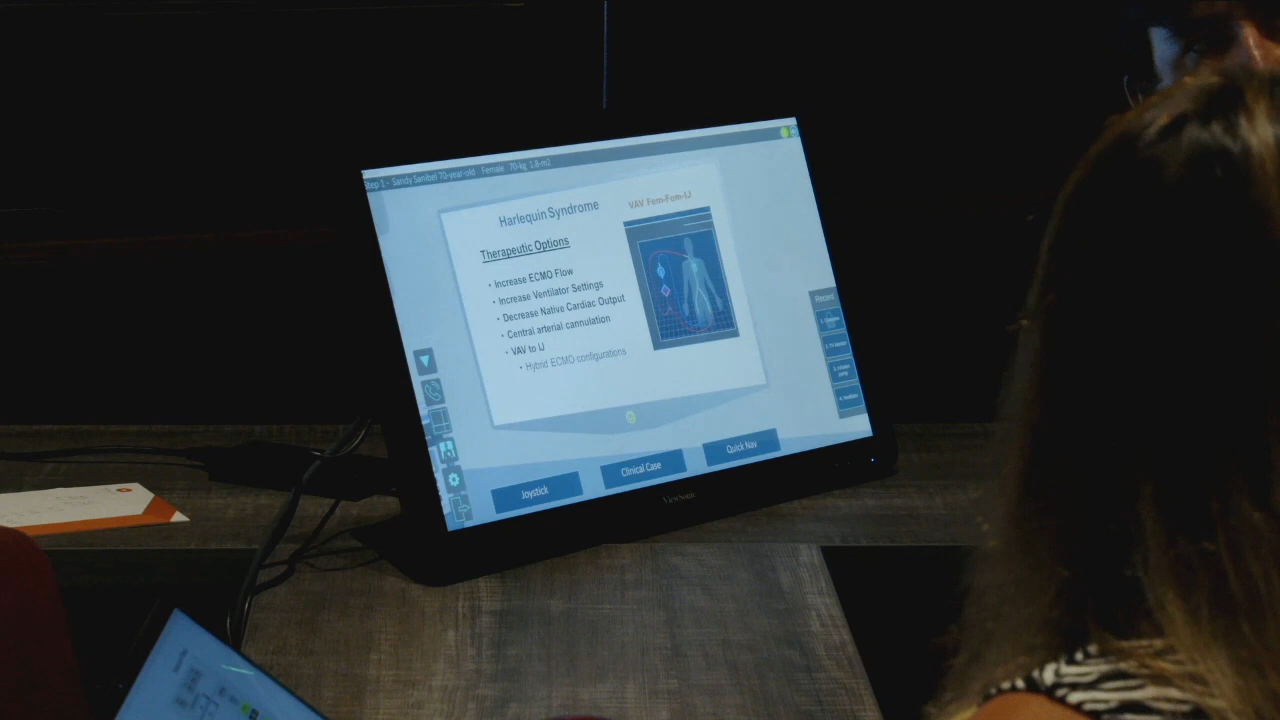 Step 1 - Sandy Sanibel 70-year-old Female 70-kg 1.8-m2
Harlequin Syndrome
VAV Fem-Fem-IJ
Therapeutic Options
• Increase ECMO Flow
• Increase Ventilator Settings
• Decrease Native Cardiac Output
• Central arterial cannulation
• VAV to IJ
• Hybrid ECMO configurations
Record
Joystick
Clinical Case
Quick Nav
ViewSonic